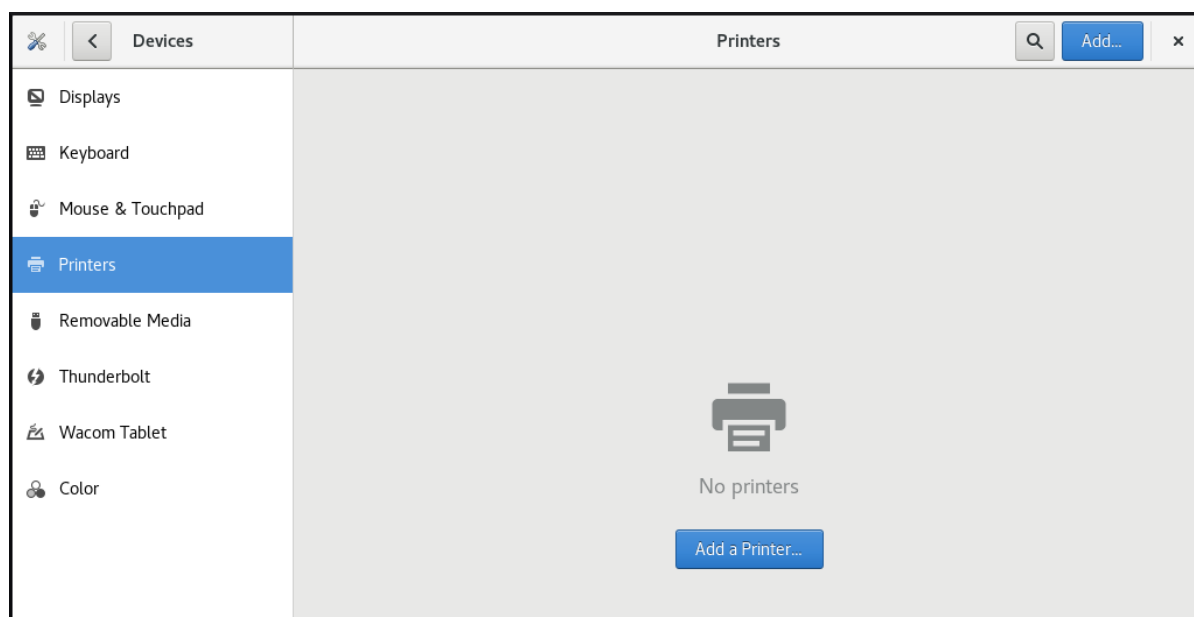 Devices
Printers
Add...
Displays
Keyboard
Mouse & Touchpad
Printers
Removable Media
Thunderbolt
Wacom Tablet
Color
No printers
Add a Printer...